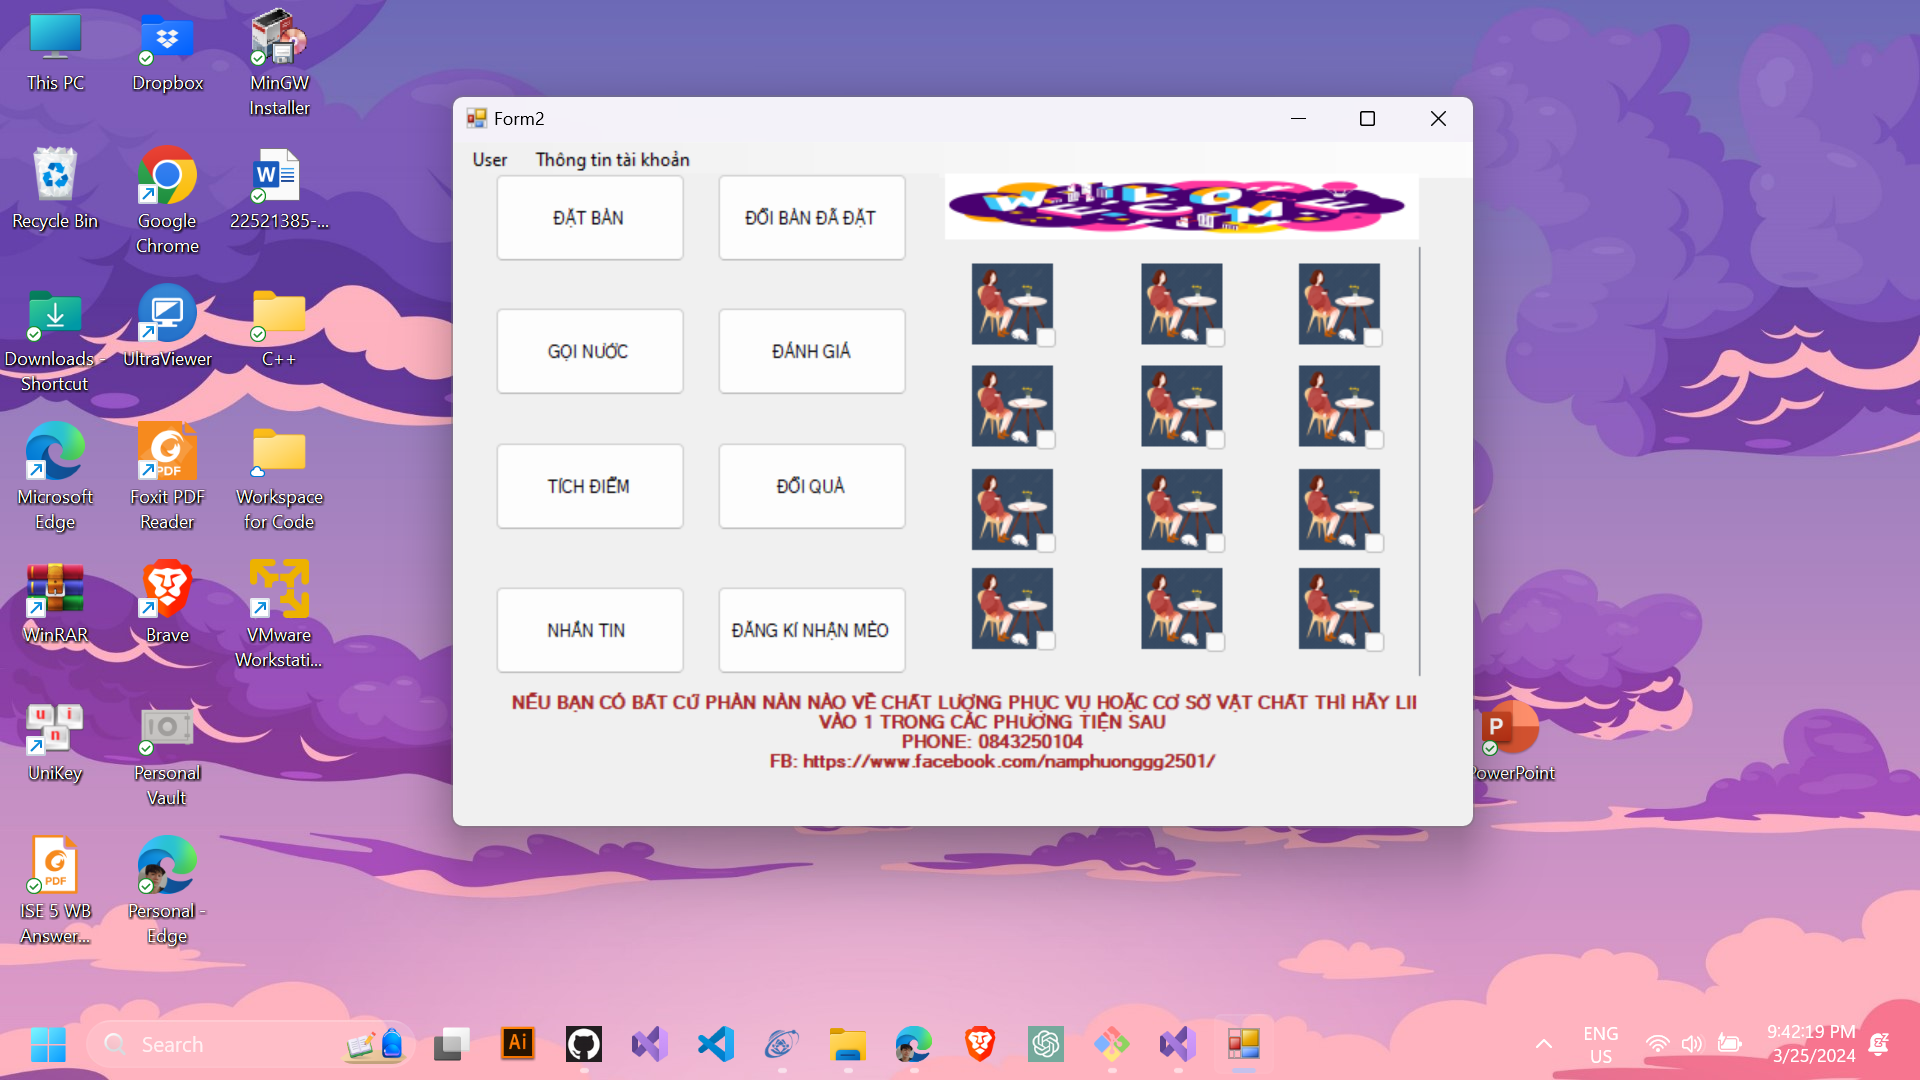 This PC
Dropbox
MinGW
Installer
Recycle Bin
Google
Chrome
22521385-...
Downloads -
Shortcut
UltraViewer
C++
Microsoft
Edge
Foxit PDF
Reader
Workspace
for Code
WinRAR
Brave
VMware
Workstati...
UniKey
Personal
Vault
ISE 5 WB
Answer...
Personal -
Edge
PowerPoint
Form2
User Thông tin tài khoản
WELCOME
ĐẶT BÀN
ĐỔI BÀN ĐÃ ĐẶT
GỌI NƯỚC
ĐÁNH GIÁ
TÍCH ĐIỂM
ĐỔI QUÀ
NHẮN TIN
ĐĂNG KÍ NHẬN MÈO
NẾU BẠN CÓ BẤT CỨ PHÀN NÀN NÀO VỀ CHẤT LƯỢNG PHỤC VỤ HOẶC CƠ SỞ VẬT CHẤT THÌ HÃY LII
VÀO 1 TRONG CÁC PHƯƠNG TIỆN SAU
PHONE: 0843250104
FB: https://www.facebook.com/namphuonggg2501/
Search
Ai
ENG
US
9:42:19 PM
3/25/2024